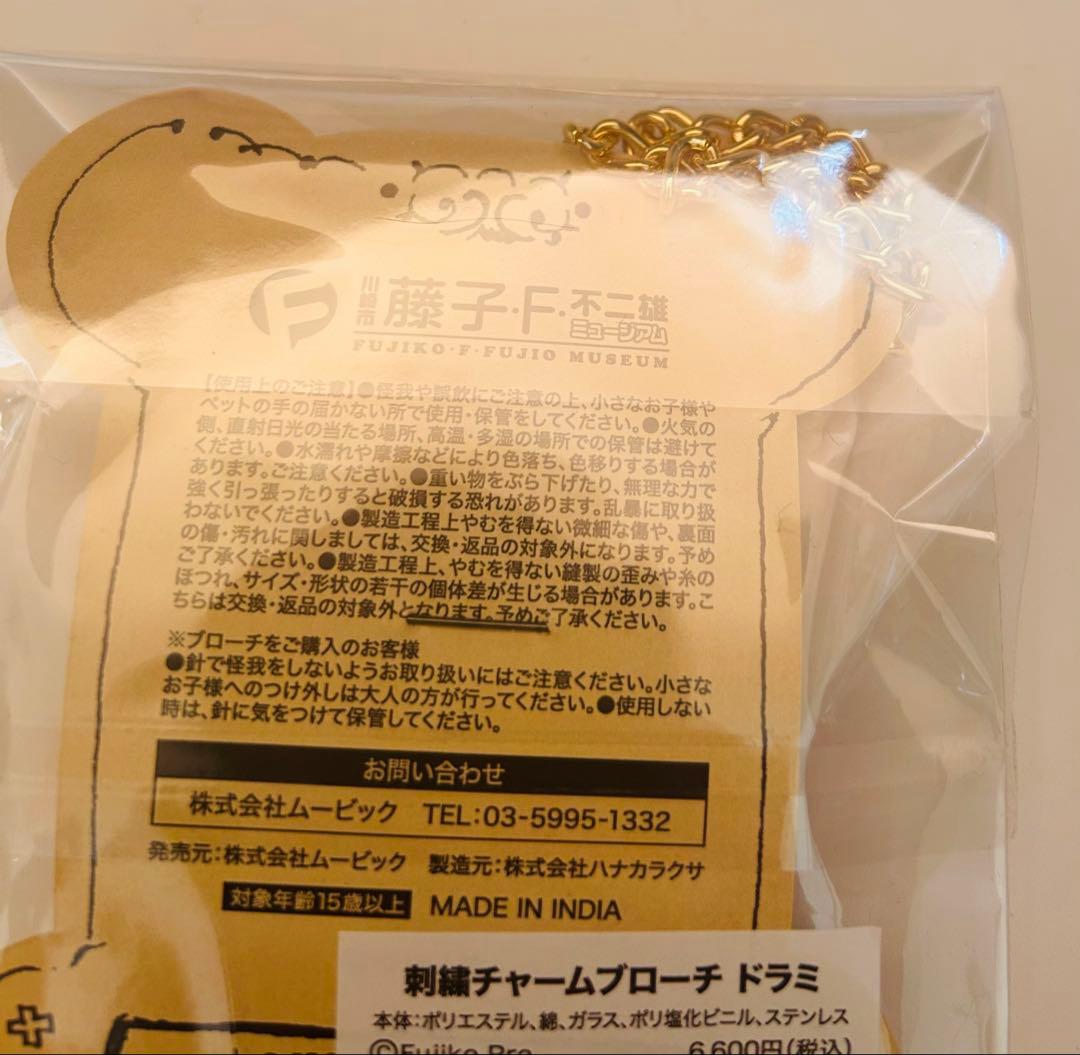 川崎市 藤子・F・不二雄 ミュージアム
FUJIKO・F・FUJIO MUSEUM
【使用上のご注意】●怪我や誤飲にご注意の上、小さなお子様や
ペットの手の届かない所で使用・保管をしてください。●火気の
側、直射日光の当たる場所、高温・多湿の場所での保管は避けて
ください。●水濡れや摩擦などにより色落ち、色移りする場合が
あります。ご注意ください。●重い物をぶら下げたり、無理な力で
強く引っ張ったりすると破損する恐れがあります。乱暴に取り扱
わないでください。●製造工程上やむを得ない微細な傷や、裏面
の傷・汚れに関しましては、交換・返品の対象外になります。予め
ご了承ください。●製造工程上、やむを得ない縫製の歪みや糸の
ほつれ、サイズ・形状の若干の個体差が生じる場合があります。こ
ちらは交換・返品の対象外となります。予めご了承ください。
※ブローチをご購入のお客様
●針で怪我をしないようお取り扱いにはご注意ください。小さな
お子様へのつけ外しは大人の方が行ってください。●使用しない
時は、針に気をつけて保管してください。
お問い合わせ
株式会社ムービック TEL:03-5995-1332
発売元:株式会社ムービック 製造元:株式会社ハナカラクサ
対象年齢15歳以上 MADE IN INDIA
刺繍チャームブローチ ドラミ
本体:ポリエステル、綿、ガラス、ポリ塩化ビニル、ステンレス
©Fujiko Pro 6,600円(税込)